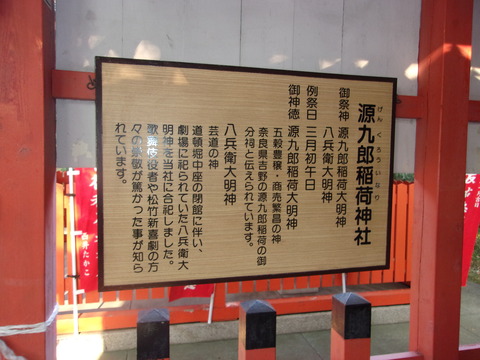 源九郎稲荷神社
げんくろういなり
御祭神 源九郎稲荷大明神
八兵衛大明神
例祭日 三月初午日
御神徳 源九郎稲荷大明神
五穀豊穣・商売繁昌の神
奈良県吉野の源九郎稲荷の御
分祠と伝えられています。
八兵衛大明神
芸道の神
道頓堀中座の閉館に伴い、
劇場に祀られていた八兵衛大
明神を当社に合祀しました。
歌舞伎役者や松竹新喜劇の方
々の崇敬が篤かった事が知ら
れています。